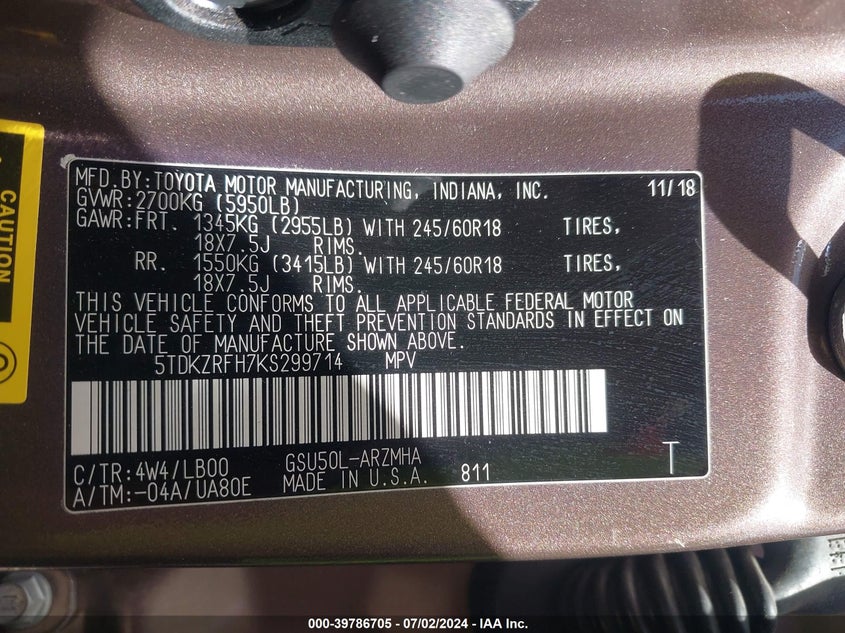 MFD.BY:TOYOTA MOTOR MANUFACTURING, INDIANA, INC. 11/18
GVWR:2700KG (5950LB)
GAWR:FRT. 1345KG (2955LB) WITH 245/60R18 TIRES,
18X7.5J RIMS.
RR. 1550KG (3415LB) WITH 245/60R18 TIRES,
18X7.5J RIMS.
THIS VEHICLE CONFORMS TO ALL APPLICABLE FEDERAL MOTOR
VEHICLE SAFETY AND THEFT PREVENTION STANDARDS IN EFFECT ON
THE DATE OF MANUFACTURE SHOWN ABOVE.
5TDKZRFH7KS299714 MPV
C/TR:4W4/LB00 GSU50L-ARZMHA
A/TM:-04A/UA80E MADE IN U.S.A. 811 T
CAUTION
000-39786705 - 07/02/2024 - IAA Inc.